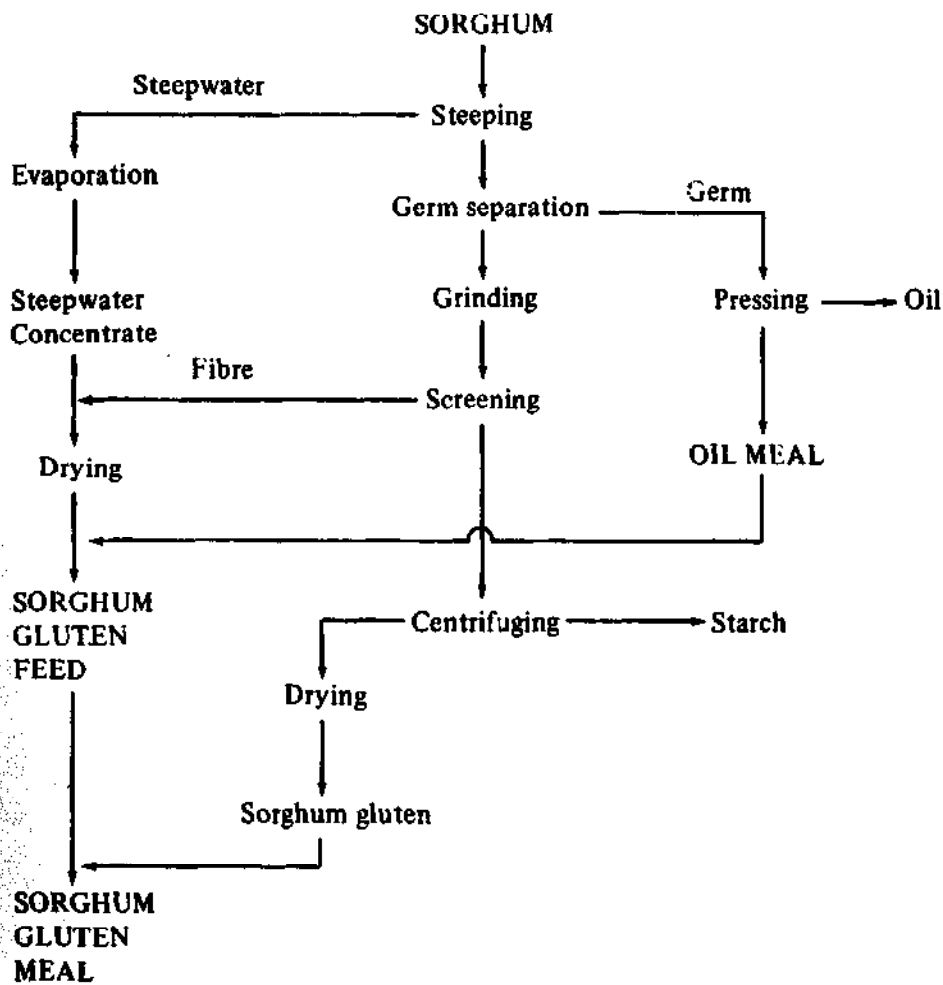 SORGHUM
Steepwater
Steeping
Evaporation
Germ
Germ separation
Steepwater
Concentrate
Grinding
Pressing
Oil
Fibre
Screening
Drying
OIL MEAL
SORGHUM
GLUTEN
FEED
Centrifuging
Starch
Drying
Sorghum gluten
SORGHUM
GLUTEN
MEAL